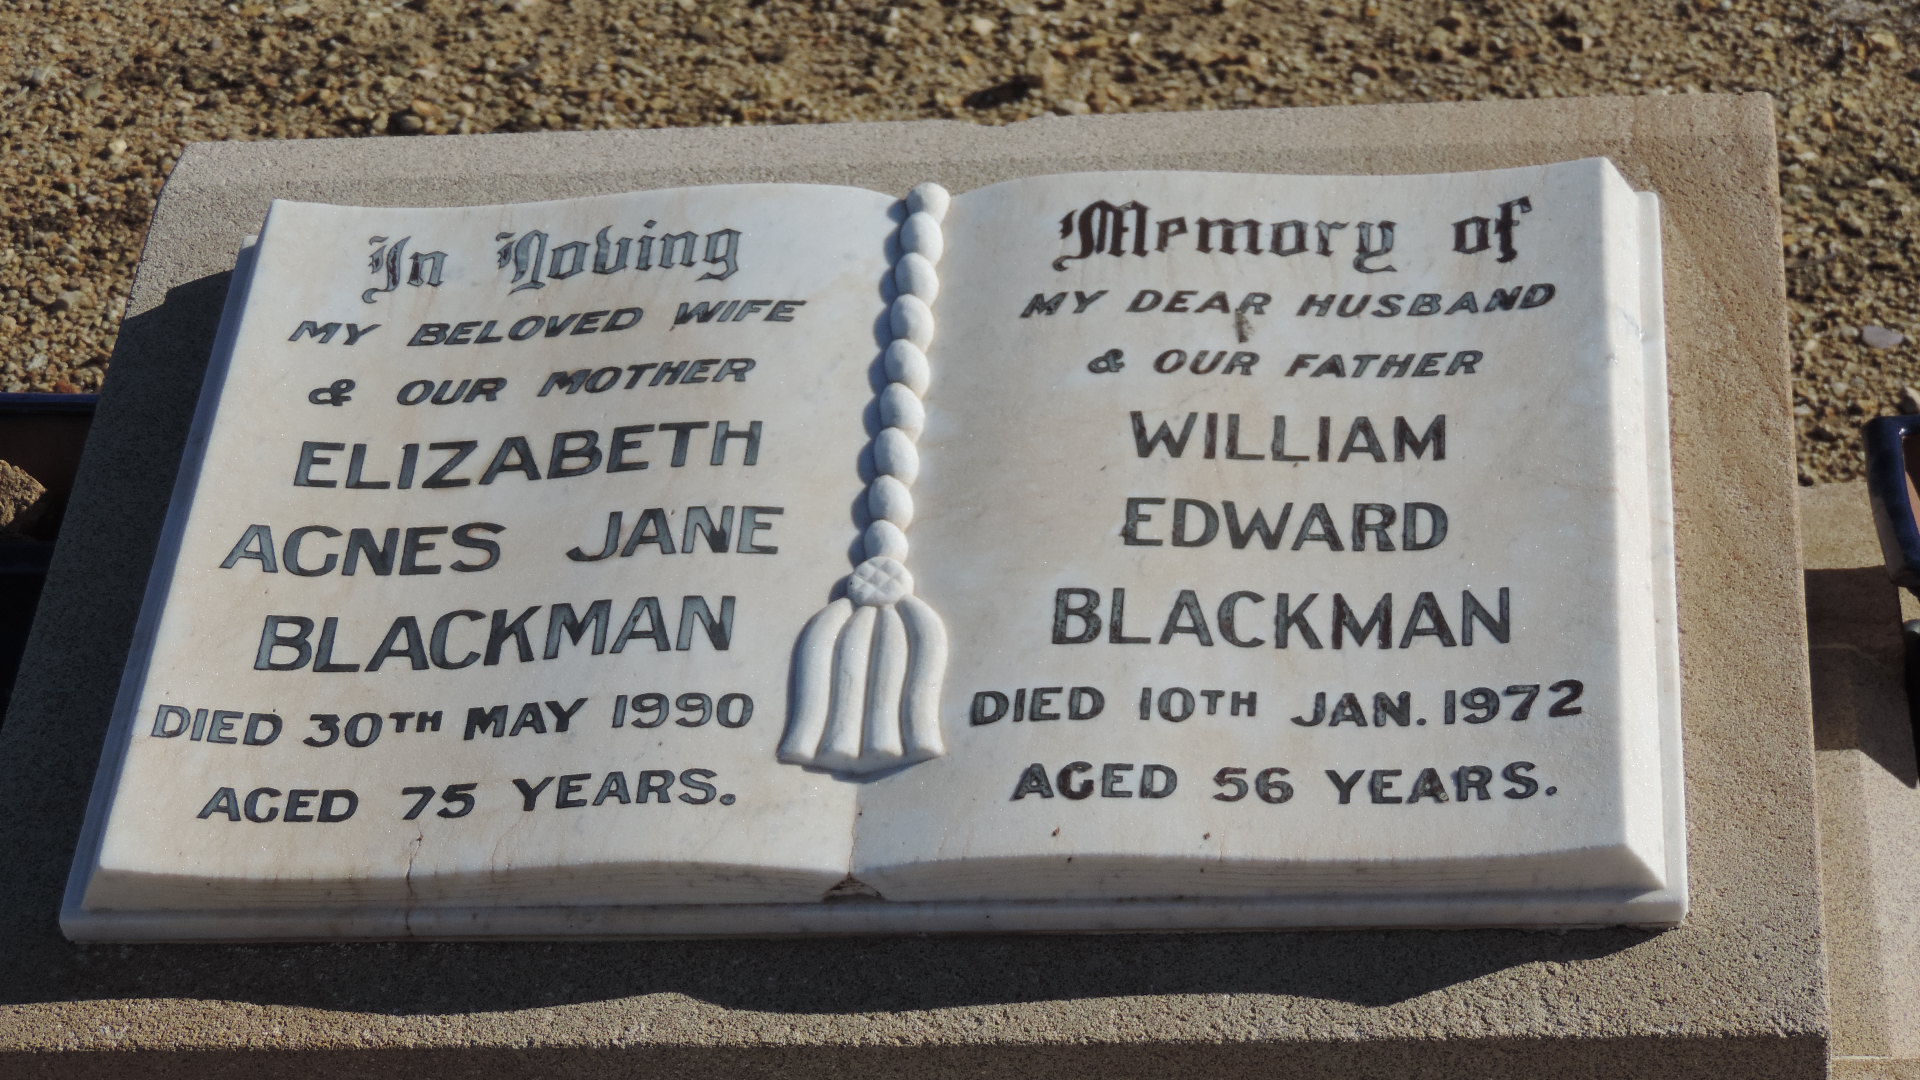 In Loving
MY BELOVED WIFE
& OUR MOTHER
ELIZABETH
AGNES JANE
BLACKMAN
DIED 30TH MAY 1990
AGED 75 YEARS.
Memory of
MY DEAR HUSBAND
& OUR FATHER
WILLIAM
EDWARD
BLACKMAN
DIED 10TH JAN. 1972
AGED 56 YEARS.